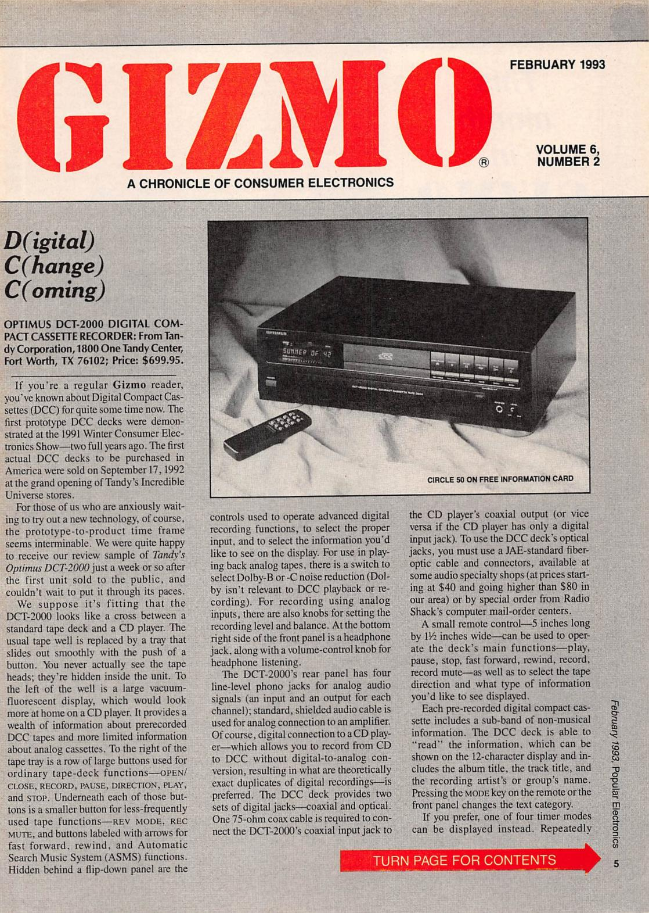 GIZMO®
A CHRONICLE OF CONSUMER ELECTRONICS
FEBRUARY 1993
VOLUME 6,
NUMBER 2
D(igital)
C(hange)
C(oming)
OPTIMUS DCT-2000 DIGITAL COM-
PACT CASSETTE RECORDER: From Tan-
dy Corporation, 1800 One Tandy Center,
Fort Worth, TX 76102; Price: $699.95.
If you're a regular Gizmo reader,
you've known about Digital Compact Cas-
settes (DCC) for quite some time now. The
first prototype DCC decks were demon-
strated at the 1991 Winter Consumer Elec-
tronics Show—two full years ago. The first
actual DCC decks to be purchased in
America were sold on September 17, 1992
at the grand opening of Tandy's Incredible
Universe stores.
For those of us who are anxiously wait-
ing to try out a new technology, of course,
the prototype-to-product time frame
seems interminable. We were quite happy
to receive our review sample of Tandy's
Optimus DCT-2000 just a week or so after
the first unit sold to the public, and
couldn't wait to put it through its paces.
We suppose it's fitting that the
DCT-2000 looks like a cross between a
standard tape deck and a CD player. The
usual tape well is replaced by a tray that
slides out smoothly with the push of a
button. You never actually see the tape
heads; they're hidden inside the unit. To
the left of the well is a large vacuum-
fluorescent display, which would look
more at home on a CD player. It provides a
wealth of information about prerecorded
DCC tapes and more limited information
about analog cassettes. To the right of the
tape tray is a row of large buttons used for
ordinary tape-deck functions—OPEN/
CLOSE, RECORD, PAUSE, DIRECTION, PLAY,
and STOP. Underneath each of those but-
tons is a smaller button for less-frequently
used tape functions—REV MODE, REC
MUTE, and buttons labeled with arrows for
fast forward, rewind, and Automatic
Search Music System (ASMS) functions.
Hidden behind a flip-down panel are the
OPTIMUS
SUMMER OF 42
CIRCLE 50 ON FREE INFORMATION CARD
controls used to operate advanced digital
recording functions, to select the proper
input, and to select the information you'd
like to see on the display. For use in play-
ing back analog tapes, there is a switch to
select Dolby-B or -C noise reduction (Dol-
by isn't relevant to DCC playback or re-
cording). For recording using analog
inputs, there are also knobs for setting the
recording level and balance. At the bottom
right side of the front panel is a headphone
jack, along with a volume-control knob for
headphone listening.
The DCT-2000's rear panel has four
line-level phono jacks for analog audio
signals (an input and an output for each
channel); standard, shielded audio cable is
used for analog connection to an amplifier.
Of course, digital connection to a CD play-
er—which allows you to record from CD
to DCC without digital-to-analog con-
version, resulting in what are theoretically
exact duplicates of digital recordings—is
preferred. The DCC deck provides two
sets of digital jacks—coaxial and optical.
One 75-ohm coax cable is required to con-
nect the DCT-2000's coaxial input jack to
the CD player's coaxial output (or vice
versa if the CD player has only a digital
input jack). To use the DCC deck's optical
jacks, you must use a JAE-standard fiber-
optic cable and connectors, available at
some audio specialty shops (at prices start-
ing at $40 and going higher than $80 in
our area) or by special order from Radio
Shack's computer mail-order centers.
A small remote control—5 inches long
by 1½ inches wide—can be used to oper-
ate the deck's main functions—play,
pause, stop, fast forward, rewind, record,
record mute—as well as to select the tape
direction and what type of information
you'd like to see displayed.
Each pre-recorded digital compact cas-
sette includes a sub-band of non-musical
information. The DCC deck is able to
"read" the information, which can be
shown on the 12-character display and in-
cludes the album title, the track title, and
the recording artist's or group's name.
Pressing the MODE key on the remote or the
front panel changes the text category.
If you prefer, one of four timer modes
can be displayed instead. Repeatedly
TURN PAGE FOR CONTENTS
February 1993, Popular Electronics
5